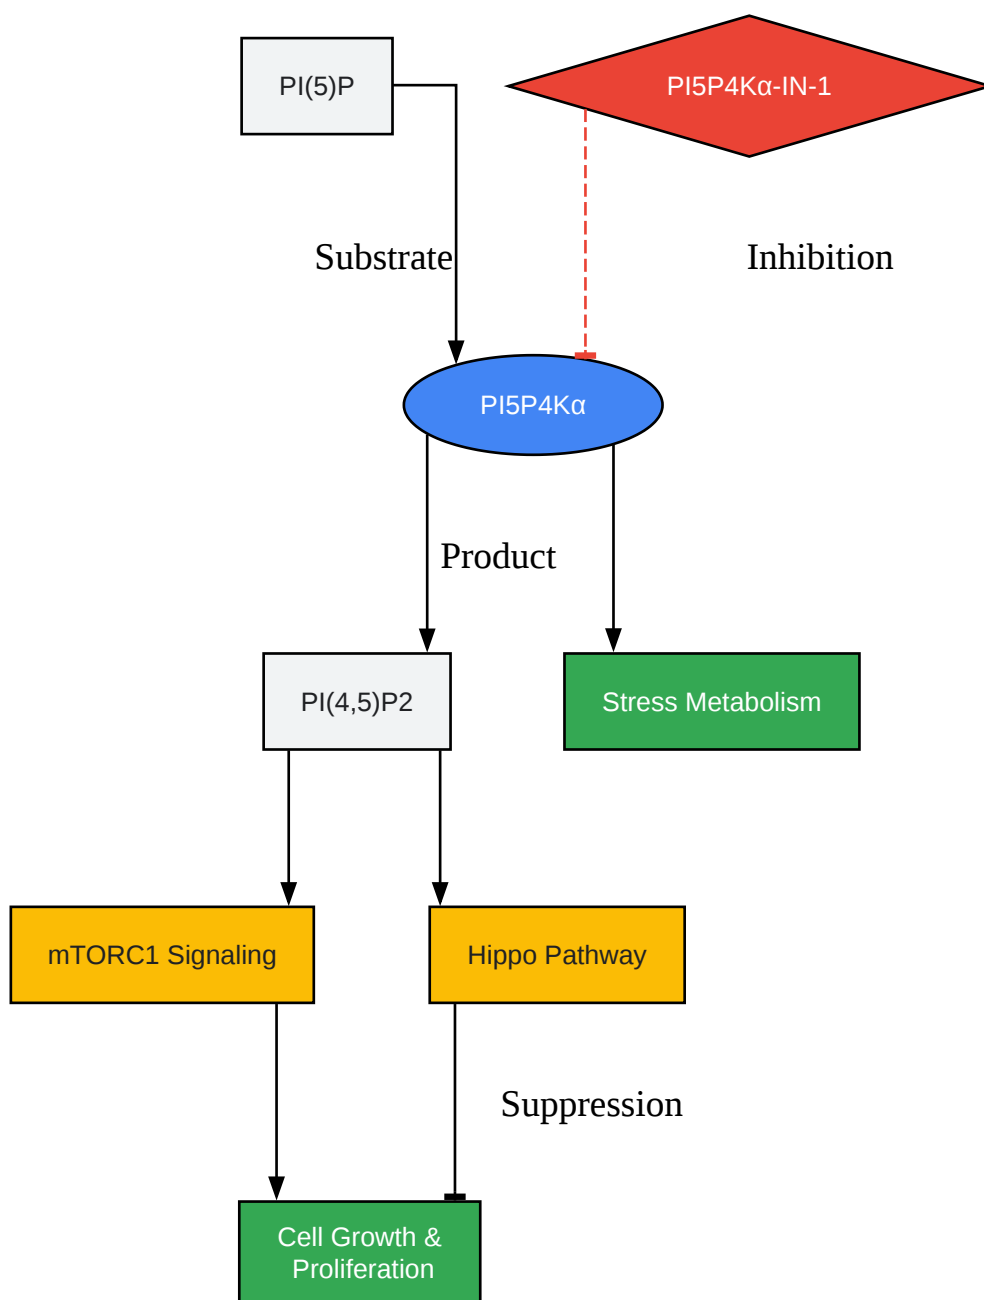 PI(5)P
PI5P4Kα-IN-1
Substrate
Inhibition
PI5P4Kα
Product
PI(4,5)P2
Stress Metabolism
mTORC1 Signaling
Hippo Pathway
Suppression
Cell Growth &
Proliferation